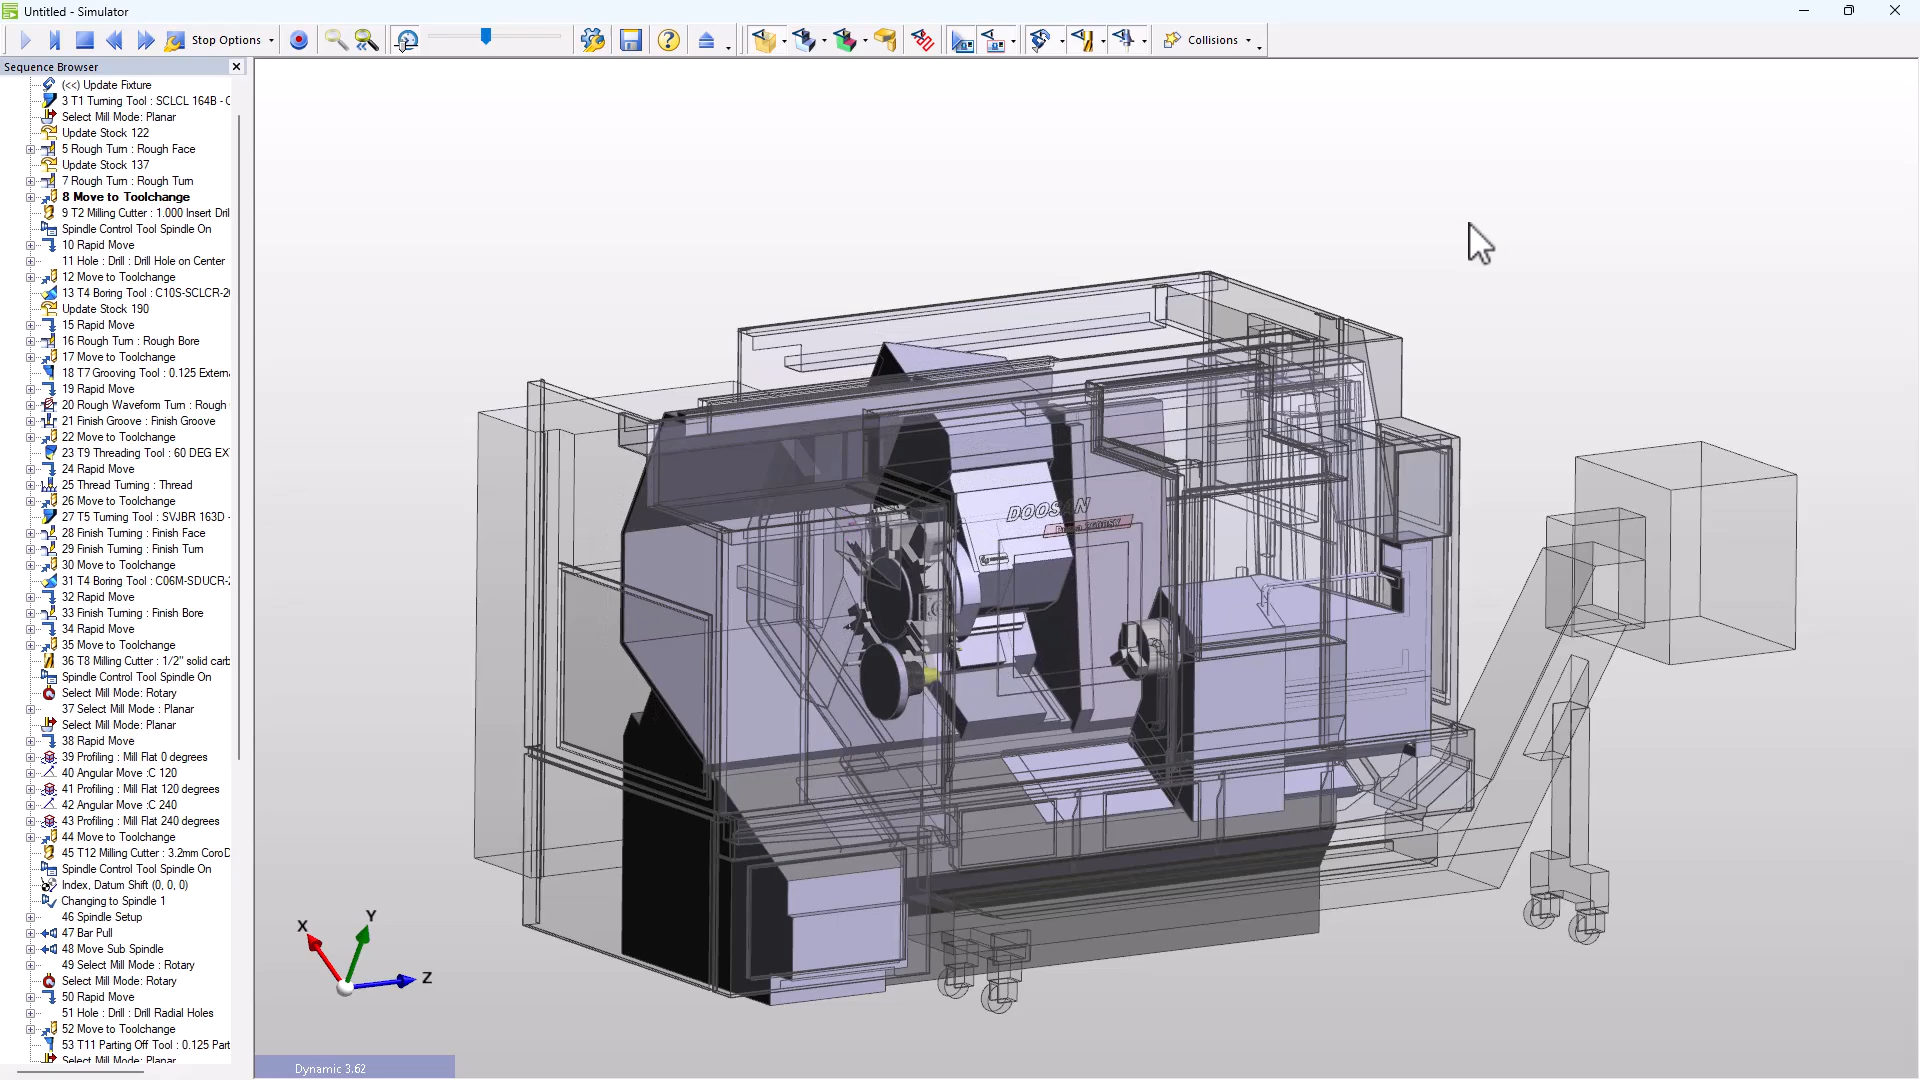 Untitled - Simulator
Stop Options
Collisions
Sequence Browser
(<<) Update Fixture
3 T1 Turning Tool : SCLCL 164B - C
Select Mill Mode: Planar
Update Stock 122
5 Rough Turn : Rough Face
Update Stock 137
7 Rough Turn : Rough Turn
8 Move to Toolchange
9 T2 Milling Cutter : 1.000 Insert Dril
Spindle Control Tool Spindle On
10 Rapid Move
11 Hole : Drill : Drill Hole on Center
12 Move to Toolchange
13 T4 Boring Tool : C10S-SCLCR-2
Update Stock 190
15 Rapid Move
16 Rough Turn : Rough Bore
17 Move to Toolchange
18 T7 Grooving Tool : 0.125 Extern
19 Rapid Move
20 Rough Waveform Turn : Rough
21 Finish Groove : Finish Groove
22 Move to Toolchange
23 T9 Threading Tool : 60 DEG EX
24 Rapid Move
25 Thread Turning : Thread
26 Move to Toolchange
27 T5 Turning Tool : SVJBR 163D -
28 Finish Turning : Finish Face
29 Finish Turning : Finish Turn
30 Move to Toolchange
31 T4 Boring Tool : C06M-SDUCR-
32 Rapid Move
33 Finish Turning : Finish Bore
34 Rapid Move
35 Move to Toolchange
36 T8 Milling Cutter : 1/2" solid carb
Spindle Control Tool Spindle On
Select Mill Mode: Rotary
37 Select Mill Mode : Planar
Select Mill Mode: Planar
38 Rapid Move
39 Profiling : Mill Flat 0 degrees
40 Angular Move :C 120
41 Profiling : Mill Flat 120 degrees
42 Angular Move :C 240
43 Profiling : Mill Flat 240 degrees
44 Move to Toolchange
45 T12 Milling Cutter : 3.2mm CoroD
Spindle Control Tool Spindle On
Index, Datum Shift (0, 0, 0)
Changing to Spindle 1
46 Spindle Setup
47 Bar Pull
48 Move Sub Spindle
49 Select Mill Mode : Rotary
Select Mill Mode: Rotary
50 Rapid Move
51 Hole : Drill : Drill Radial Holes
52 Move to Toolchange
53 T11 Parting Off Tool : 0.125 Part
Select Mill Mode: Planar
DOOSAN
X
Y
Z
Dynamic 3.62